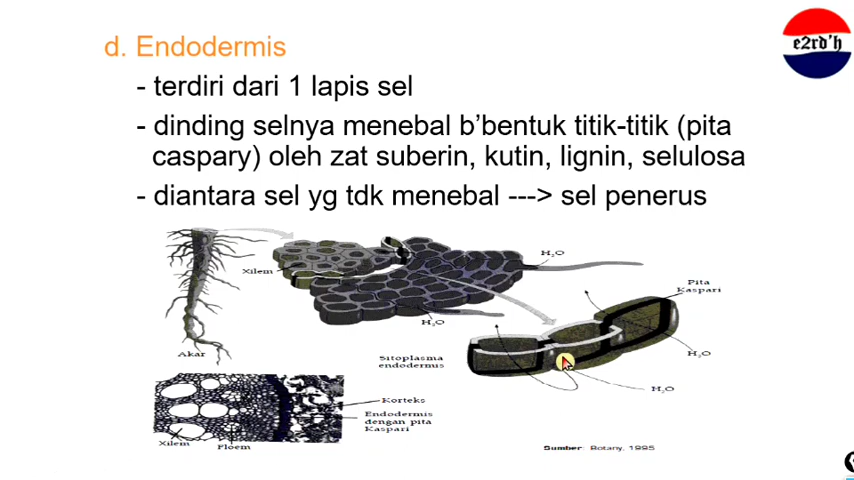 d. Endodermis
e2rd'h
- terdiri dari 1 lapis sel
- dinding selnya menebal b'bentuk titik-titik (pita
caspary) oleh zat suberin, kutin, lignin, selulosa
- diantara sel yg tdk menebal ---> sel penerus
H₂O
Xilem
Pita
Kaspari
H₂O
Akar
Sitoplasma
endodermus
H₂O
H₂O
Korteks
Endodermis
dengan pita
Kaspari
Xilem
Floem
Sumber: Botany, 1995